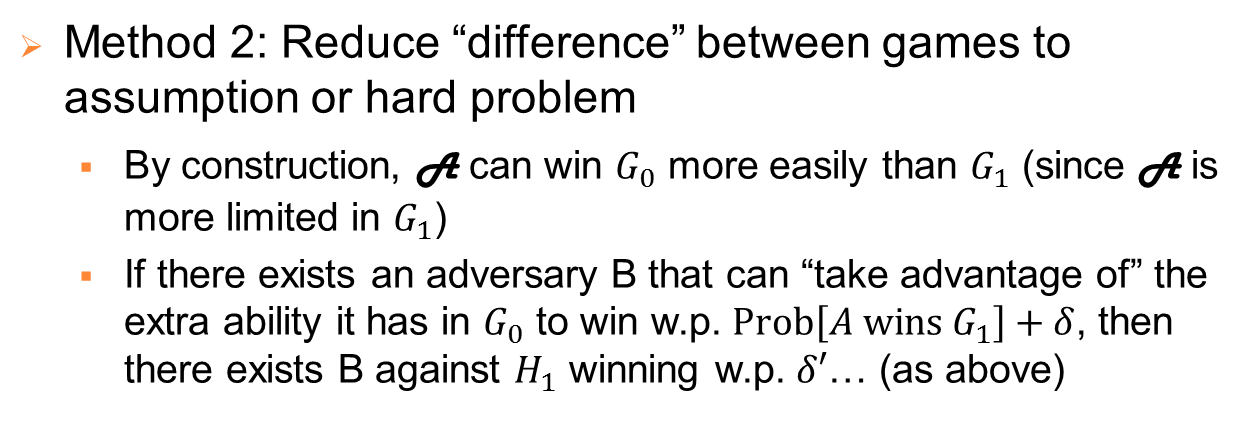 ➢ Method 2: Reduce “difference” between games to
assumption or hard problem
▪ By construction, 𝓐 can win G₀ more easily than G₁ (since 𝓐 is
more limited in G₁)
▪ If there exists an adversary B that can “take advantage of” the
extra ability it has in G₀ to win w.p. Prob[A wins G₁] + δ, then
there exists B against H₁ winning w.p. δ′… (as above)